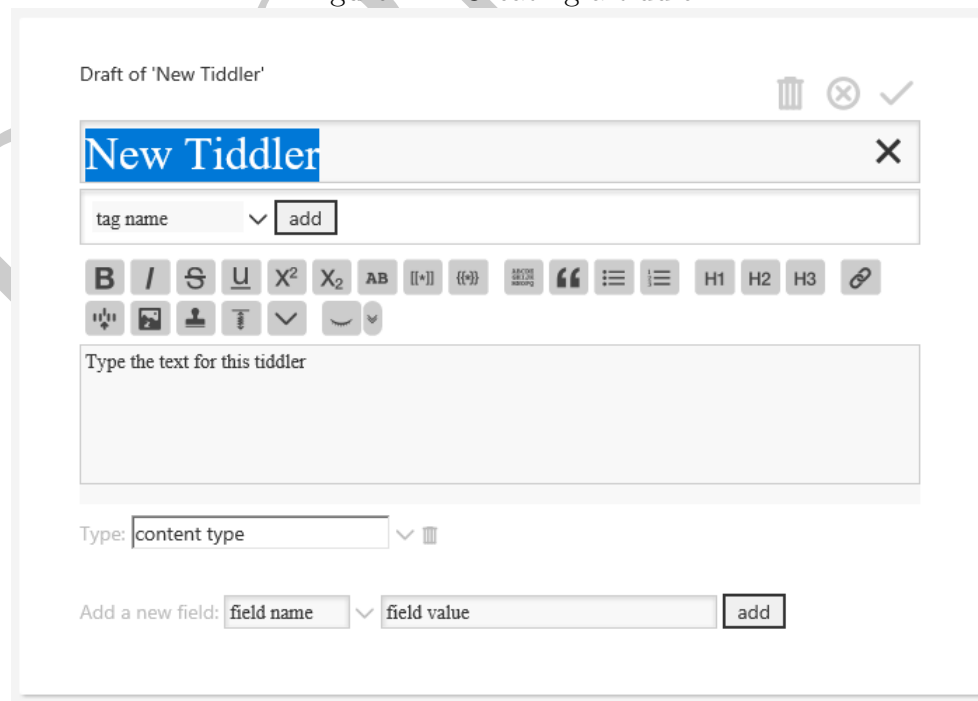 Draft of 'New Tiddler'
New Tiddler
tag name add
B I S U X² X₂ AB [[*]] {{*}} H1 H2 H3
Type the text for this tiddler
Type: content type
Add a new field: field name field value add